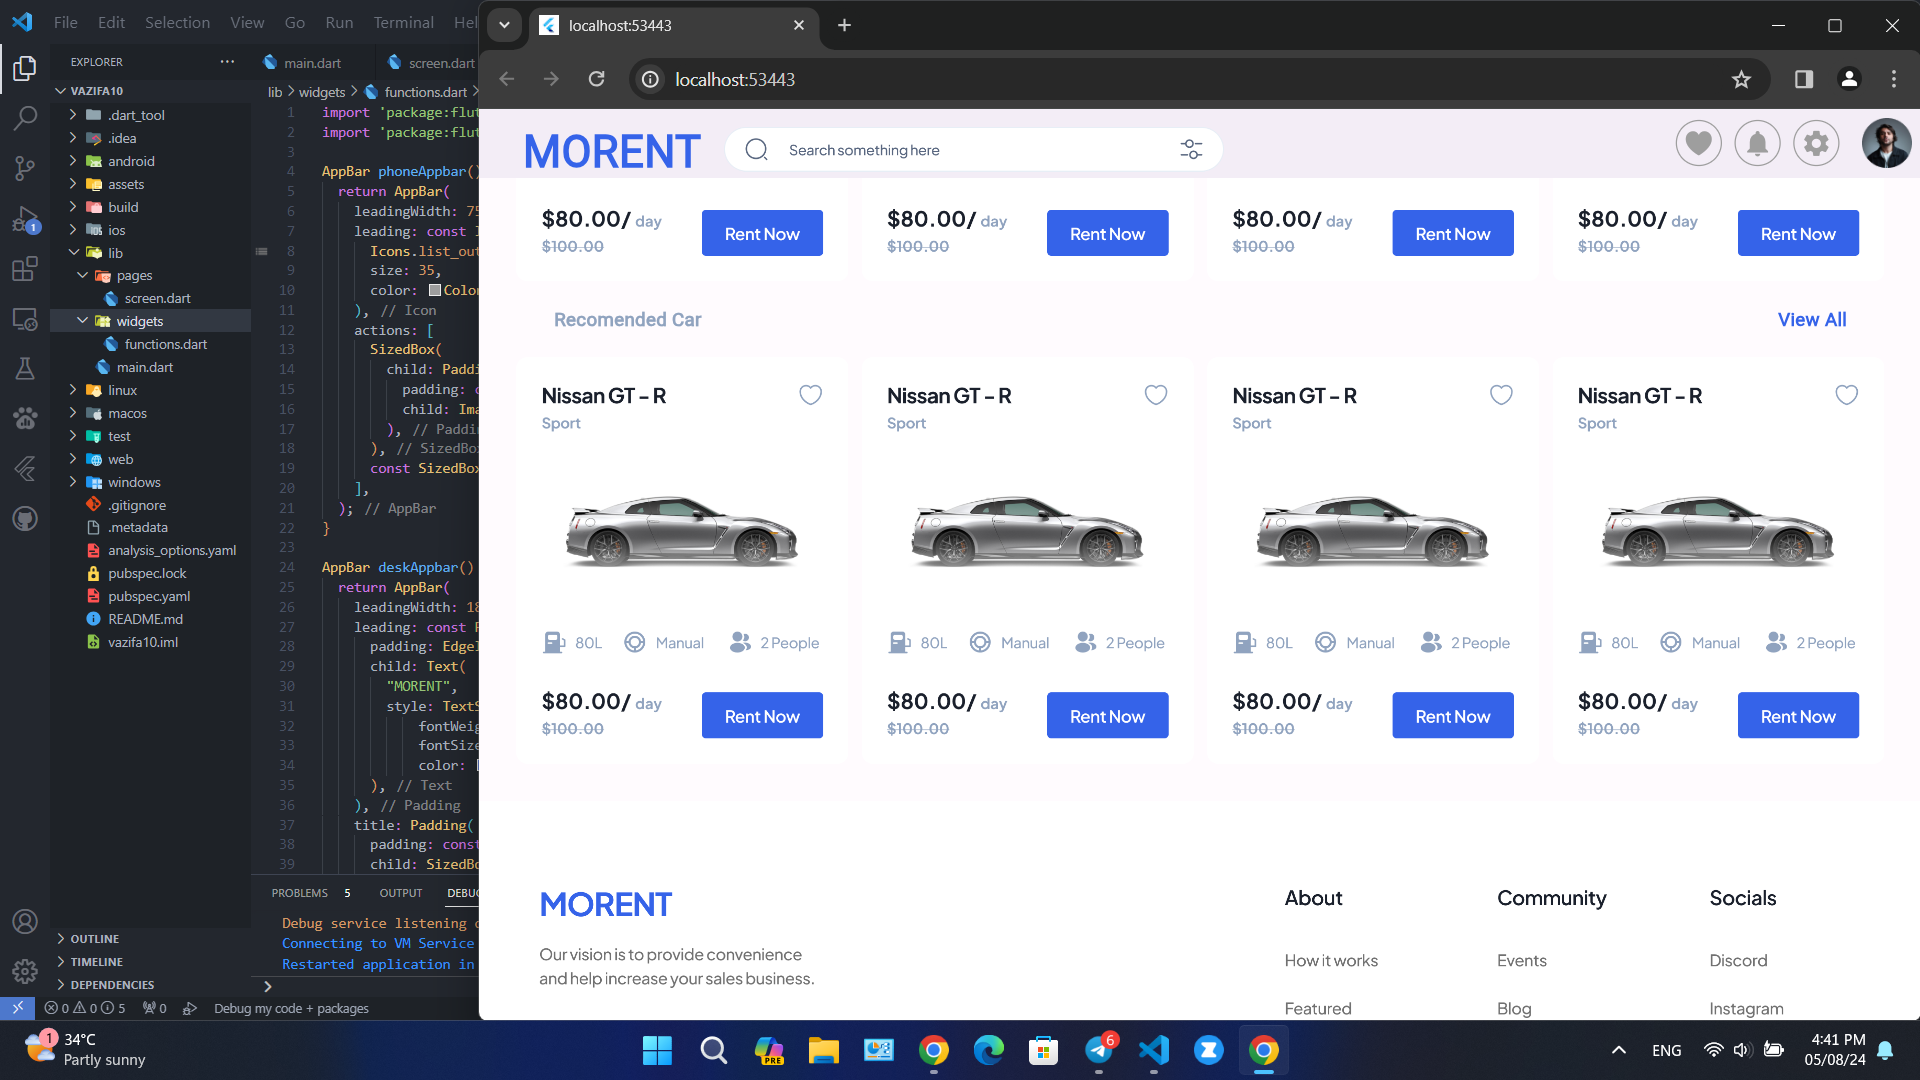 File Edit Selection View Go Run Terminal Hel
localhost:53443
EXPLORER
main.dart
screen.dart
localhost:53443
VAZIFA10
lib > widgets > functions.dart >
.dart_tool
.idea
android
assets
build
ios
lib
pages
screen.dart
widgets
functions.dart
main.dart
linux
macos
test
web
windows
.gitignore
.metadata
analysis_options.yaml
pubspec.lock
pubspec.yaml
README.md
vazifa10.iml
OUTLINE
TIMELINE
DEPENDENCIES
1 import 'package:flut
2 import 'package:flut
3
4 AppBar phoneAppbar()
5 return AppBar(
6 leadingWidth: 75
7 leading: const I
8 Icons.list_out
9 size: 35,
10 color: Color
11 ), // Icon
12 actions: [
13 SizedBox(
14 child: Paddi
15 padding: c
16 child: Ima
17 ), // Paddin
18 ), // SizedBox
19 const SizedBox
20 ],
21 ); // AppBar
22 }
23
24 AppBar deskAppbar()
25 return AppBar(
26 leadingWidth: 18
27 leading: const P
28 padding: EdgeI
29 child: Text(
30 "MORENT",
31 style: TextS
32 fontWeig
33 fontSize
34 color:
35 ), // Text
36 ), // Padding
37 title: Padding(
38 padding: const
39 child: SizedBo
PROBLEMS 5 OUTPUT DEBUG
Debug service listening o
Connecting to VM Service
Restarted application in
0 0 5 0 Debug my code + packages
MORENT
Search something here
$80.00/ day Rent Now $80.00/ day Rent Now $80.00/ day Rent Now $80.00/ day Rent Now
$100.00 $100.00 $100.00 $100.00
Recomended Car View All
Nissan GT - R Nissan GT - R Nissan GT - R Nissan GT - R
Sport Sport Sport Sport
80L Manual 2 People 80L Manual 2 People 80L Manual 2 People 80L Manual 2 People
$80.00/ day Rent Now $80.00/ day Rent Now $80.00/ day Rent Now $80.00/ day Rent Now
$100.00 $100.00 $100.00 $100.00
MORENT
Our vision is to provide convenience
and help increase your sales business.
About Community Socials
How it works Events Discord
Featured Blog Instagram
1
34°C
Partly sunny
PRE
6
ENG
4:41 PM
05/08/24